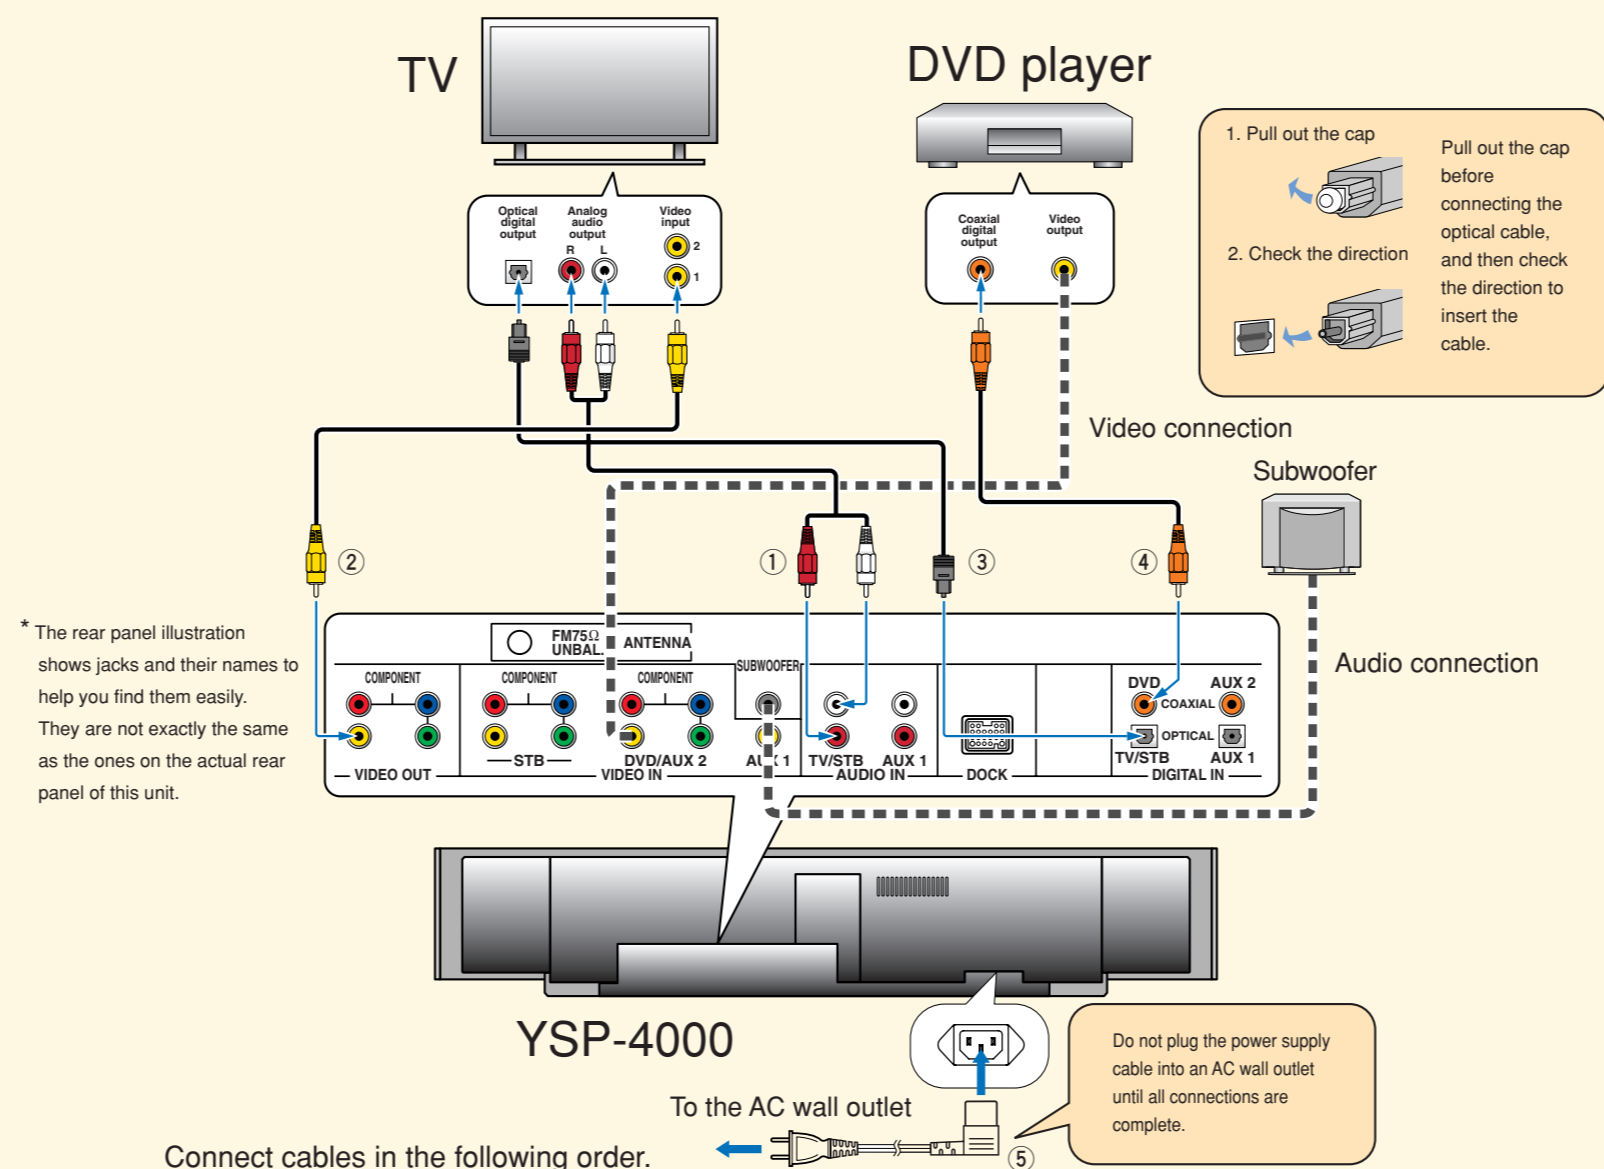 TV
DVD player
Optical
digital
output
Analog
audio
output
R L
Video
input
2
1
Coaxial
digital
output
Video
output
1. Pull out the cap
2. Check the direction
Pull out the cap
before
connecting the
optical cable,
and then check
the direction to
insert the
cable.
Video connection
Subwoofer
②
①
③
④
* The rear panel illustration
shows jacks and their names to
help you find them easily.
They are not exactly the same
as the ones on the actual rear
panel of this unit.
Audio connection
FM75Ω
UNBAL.
ANTENNA
COMPONENT
COMPONENT
COMPONENT
SUBWOOFER
DVD
AUX 2
COAXIAL
OPTICAL
STB
DVD/AUX 2
AUX 1
TV/STB
AUX 1
TV/STB
AUX 1
VIDEO OUT
VIDEO IN
AUDIO IN
DOCK
DIGITAL IN
YSP-4000
Do not plug the power supply
cable into an AC wall outlet
until all connections are
complete.
To the AC wall outlet
⑤
Connect cables in the following order.